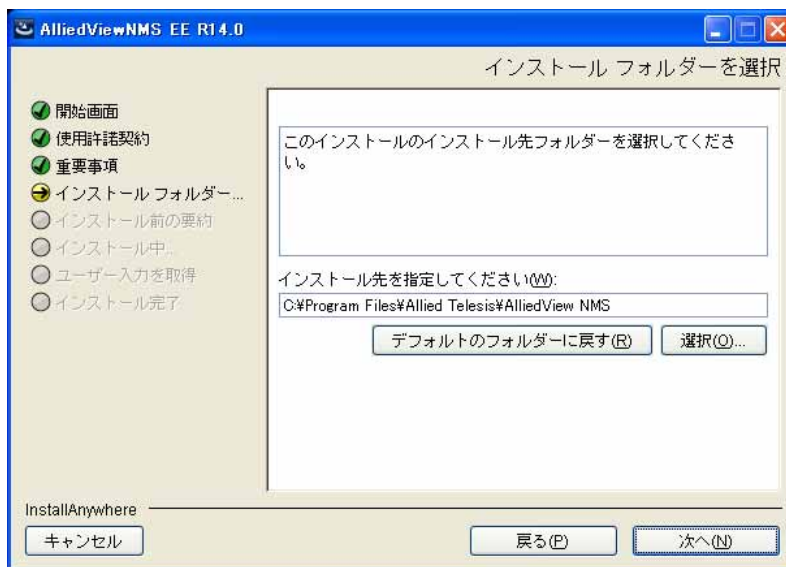 AlliedViewNMS EE R14.0
インストール フォルダーを選択
開始画面
使用許諾契約
重要事項
インストール フォルダー...
インストール前の要約
インストール中...
ユーザー入力を取得
インストール完了
このインストールのインストール先フォルダーを選択してくださ
い。
インストール先を指定してください(W):
C:¥Program Files¥Allied Telesis¥AlliedView NMS
デフォルトのフォルダーに戻す(R)
選択(O)...
InstallAnywhere
キャンセル
戻る(P)
次へ(N)